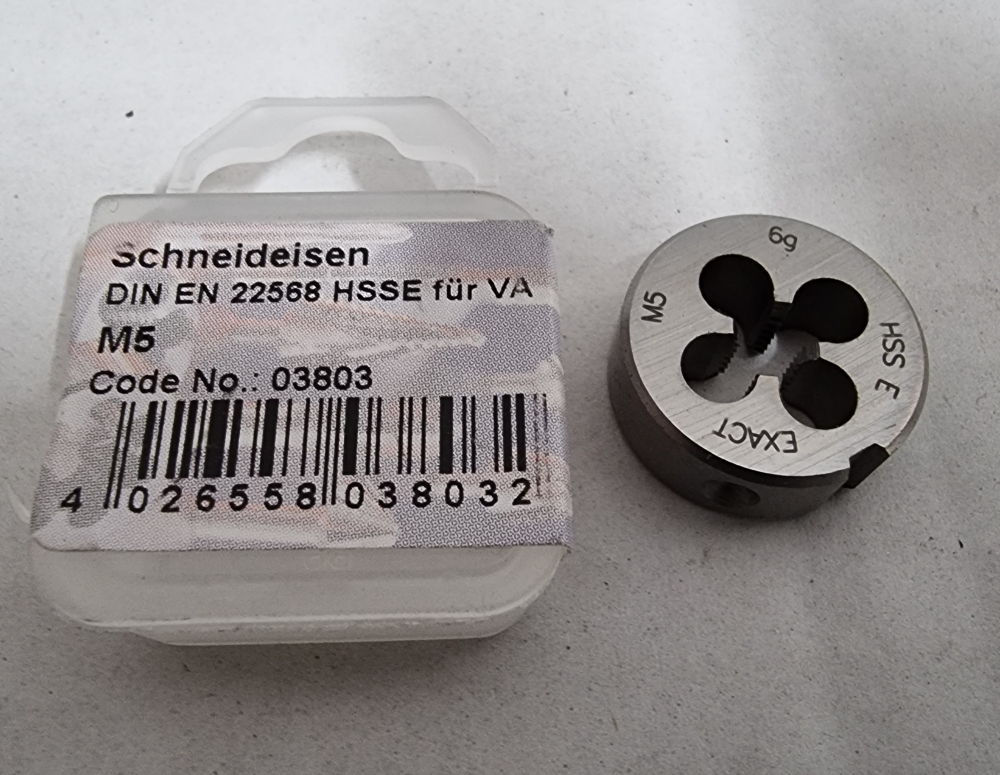 Schneideisen
DIN EN 22568 HSSE für VA
M5
Code No.: 03803
4 026558 038032
6g
M5
HSS E
EXACT